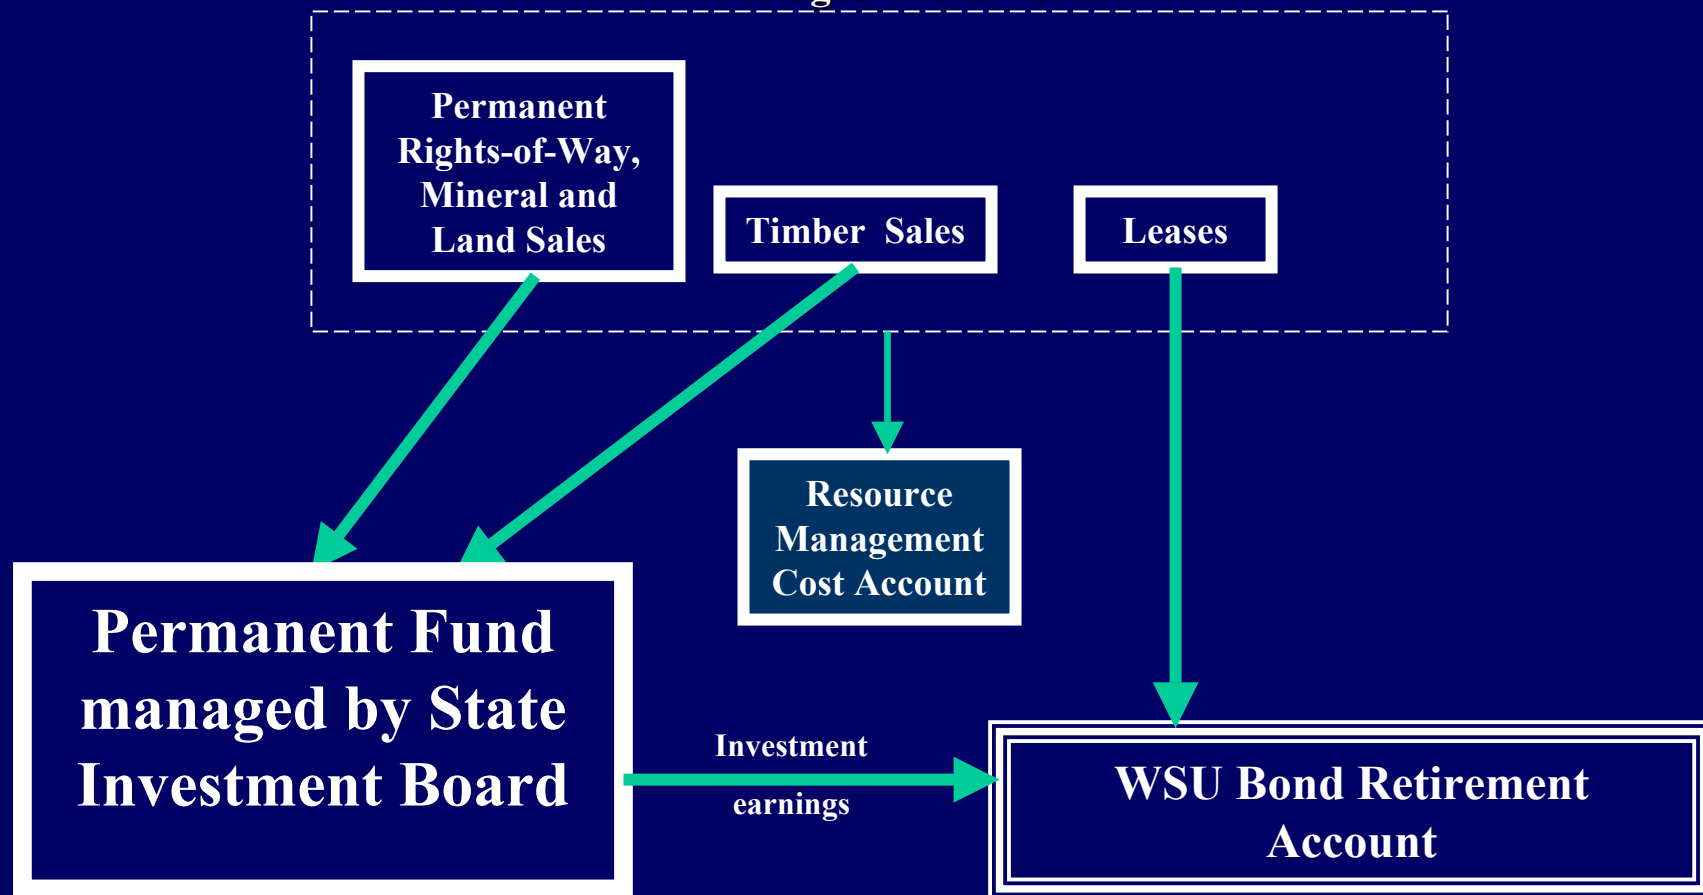 Permanent
Rights-of-Way,
Mineral and
Land Sales
Timber Sales
Leases
Resource
Management
Cost Account
Permanent Fund
managed by State
Investment Board
Investment
earnings
WSU Bond Retirement
Account